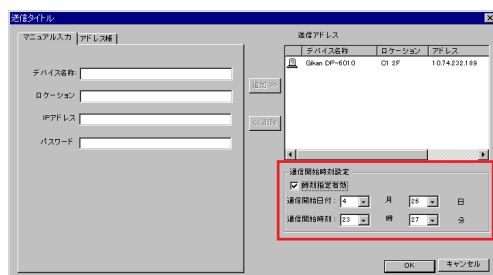 送信タイトル
マニュアル入力 アドレス帳
デバイス名称:
ロケーション
IPアドレス
パスワード
追加 >>
<<削除
送信アドレス
デバイス名称 ロケーション アドレス
Gikan DP-6010 C1 2F 10.74.232.189
通信開始時刻設定
時刻指定有効
通信開始日付: 4 月 26 日
通信開始時刻: 23 時 27 分
OK キャンセル